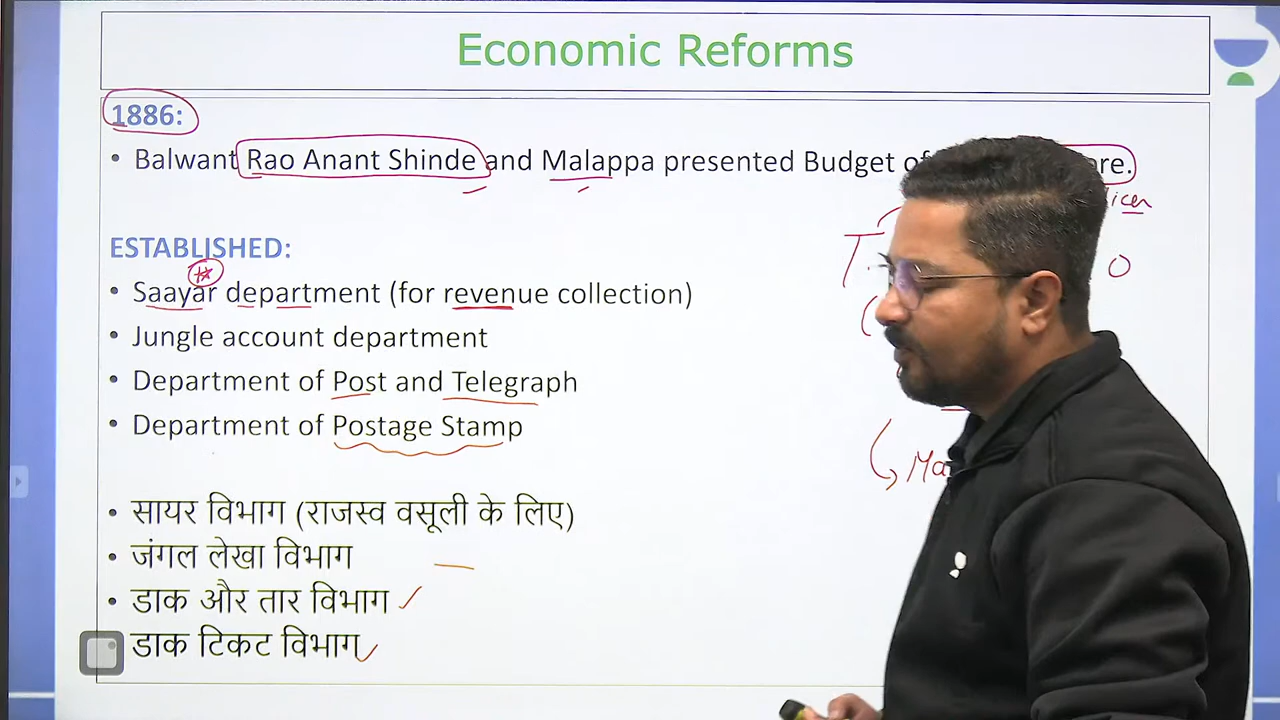 Economic Reforms
1886:
• Balwant Rao Anant Shinde and Malappa presented Budget of
ESTABLISHED:
• Saayar department (for revenue collection)
• Jungle account department
• Department of Post and Telegraph
• Department of Postage Stamp
• सायर विभाग (राजस्व वसूली के लिए)
• जंगल लेखा विभाग
• डाक और तार विभाग
• डाक टिकट विभाग